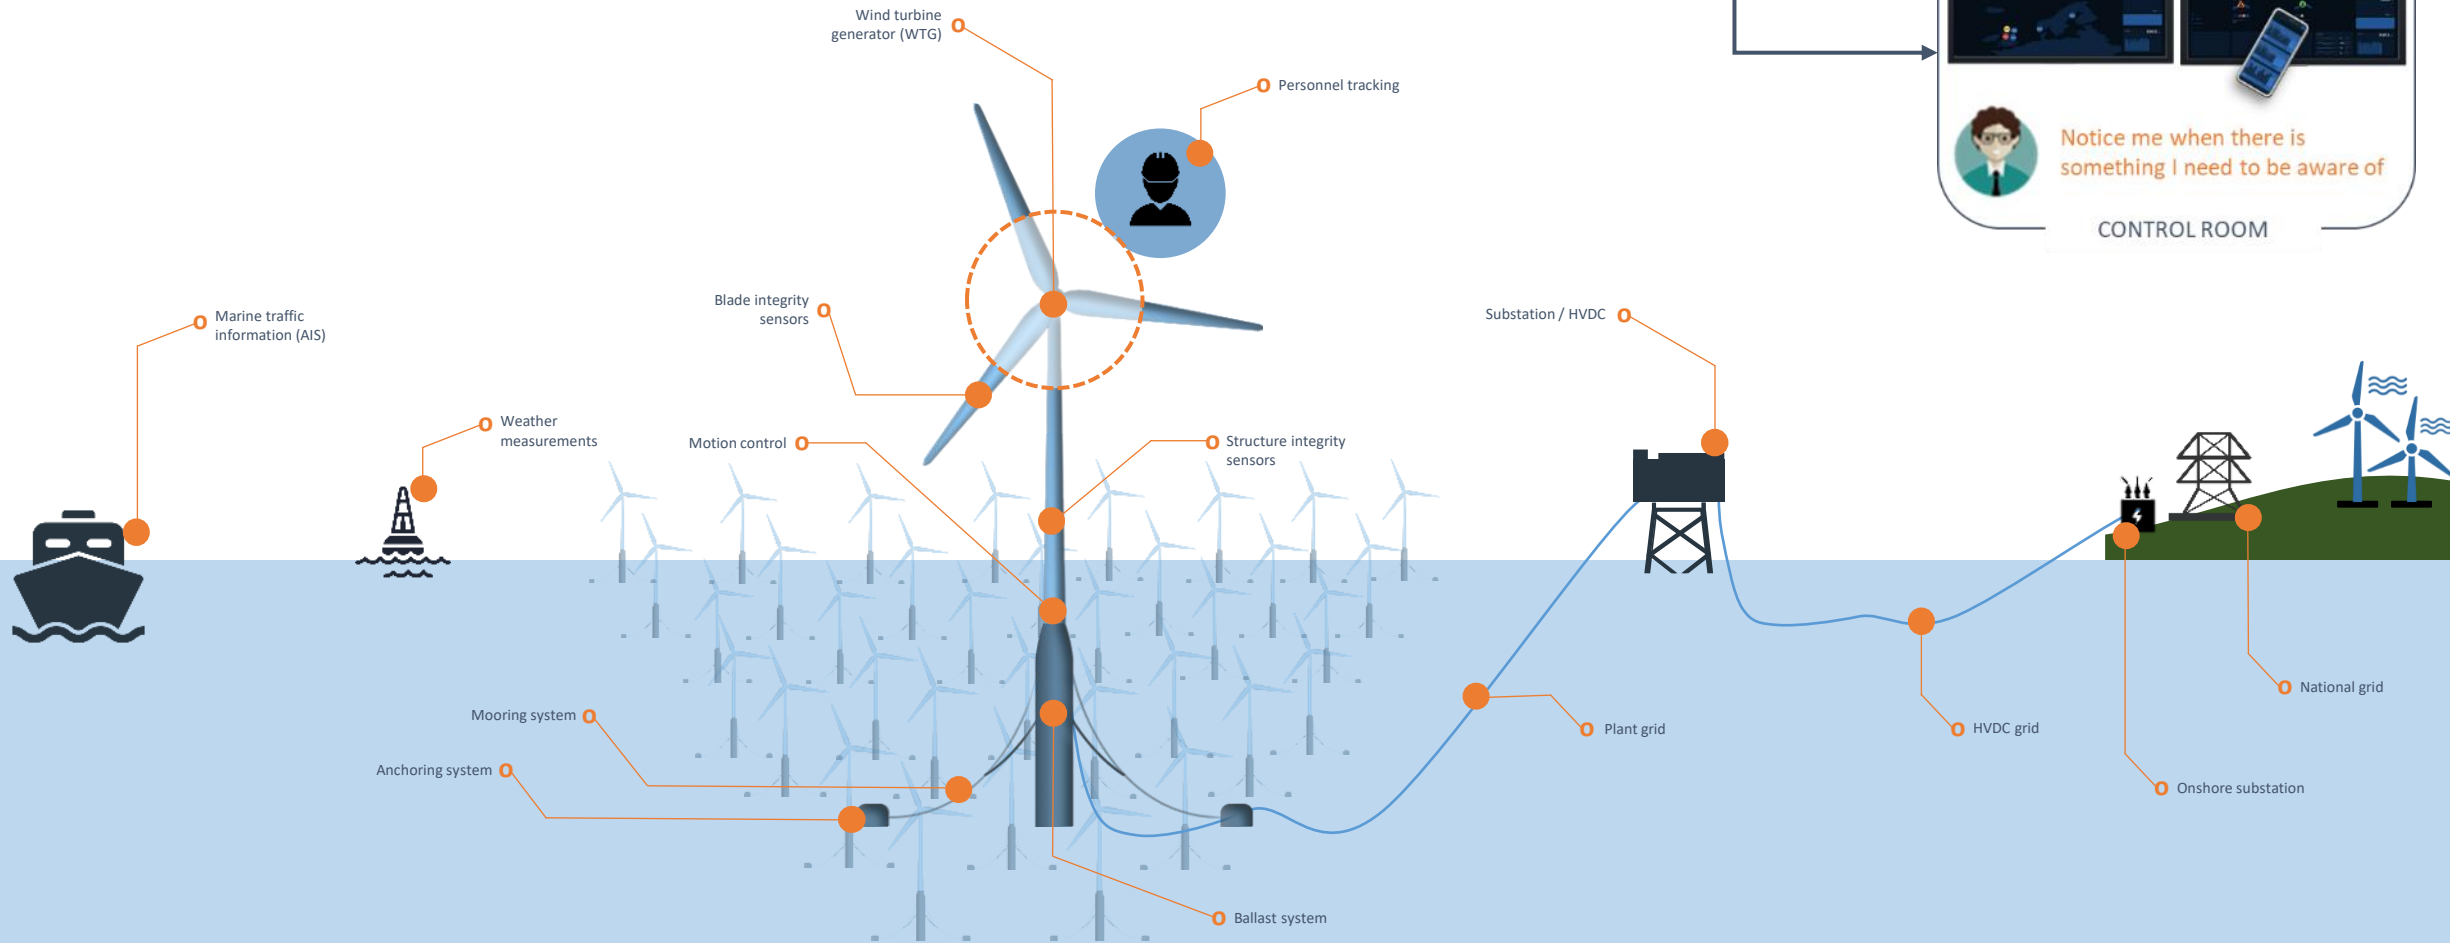 Wind turbine
generator (WTG)
Personnel tracking
Notice me when there is
something I need to be aware of
CONTROL ROOM
Marine traffic
information (AIS)
Blade integrity
sensors
Substation / HVDC
Weather
measurements
Motion control
Structure integrity
sensors
Mooring system
Anchoring system
Plant grid
HVDC grid
National grid
Onshore substation
Ballast system